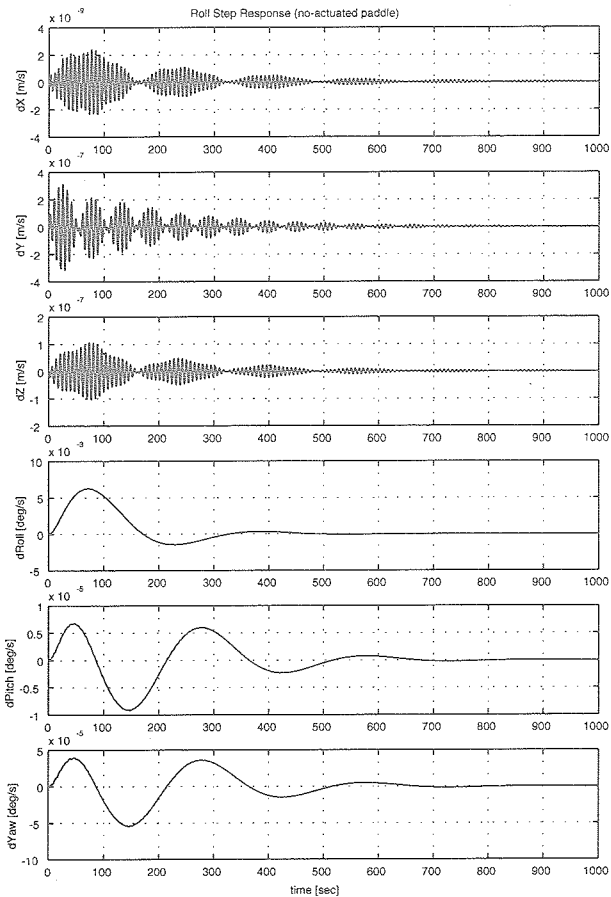 Roll Step Response (no-actuated paddle)
x 10 -9
4
2
0
-2
-4
dX [m/s]
0 100 200 300 400 500 600 700 800 900 1000
x 10 -7
4
2
0
-2
-4
dY [m/s]
0 100 200 300 400 500 600 700 800 900 1000
x 10 -7
2
1
0
-1
-2
dZ [m/s]
0 100 200 300 400 500 600 700 800 900 1000
x 10 -3
10
5
0
-5
dRoll [deg/s]
0 100 200 300 400 500 600 700 800 900 1000
x 10 -5
1
0.5
0
-0.5
-1
dPitch [deg/s]
0 100 200 300 400 500 600 700 800 900 1000
x 10 -5
5
0
-5
-10
dYaw [deg/s]
0 100 200 300 400 500 600 700 800 900 1000
time [sec]